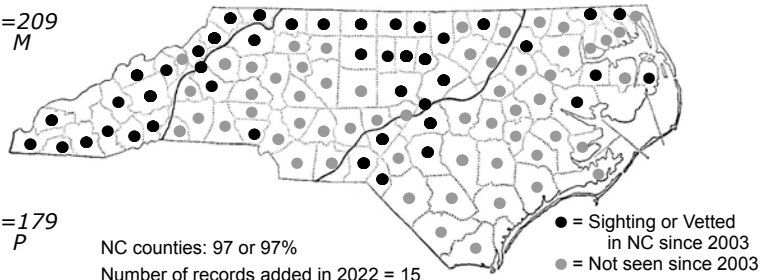 =209
M
=179
P
NC counties: 97 or 97%
Number of records added in 2022 = 15
● = Sighting or Vetted
in NC since 2003
● = Not seen since 2003